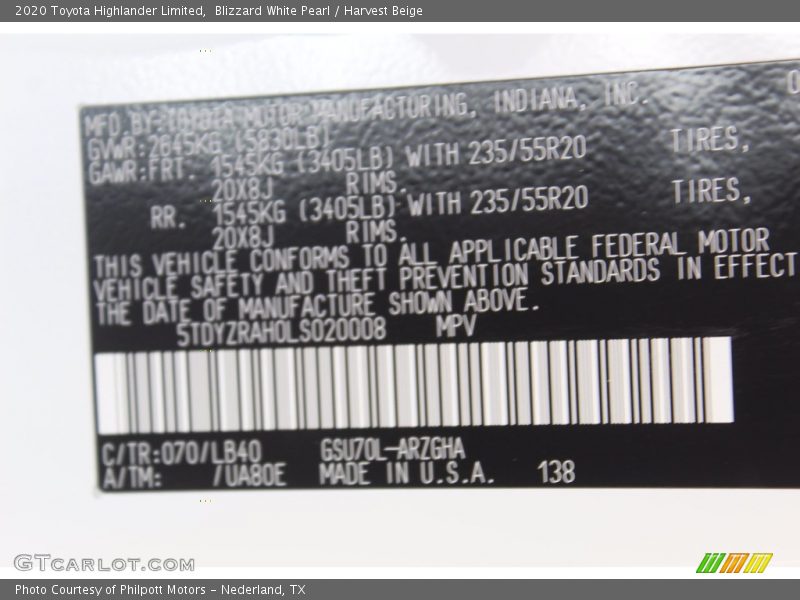 2020 Toyota Highlander Limited,  Blizzard White Pearl / Harvest Beige
MFD. BY: TOYOTA MOTOR MANUFACTURING, INDIANA, INC.
GVWR: 2645KG (5830LB)
GAWR: FRT. 1545KG (3405LB) WITH 235/55R20 TIRES,
20X8J RIMS.
RR. 1545KG (3405LB) WITH 235/55R20 TIRES,
20X8J RIMS.
THIS VEHICLE CONFORMS TO ALL APPLICABLE FEDERAL MOTOR
VEHICLE SAFETY AND THEFT PREVENTION STANDARDS IN EFFECT
THE DATE OF MANUFACTURE SHOWN ABOVE.
5TDYZRAH0LS020008 MPV
C/TR: 070/LB40 GSU70L-ARZGHA
A/TM: /UA80E MADE IN U.S.A. 138
GTCARLOT.COM
Photo Courtesy of Philpott Motors - Nederland, TX